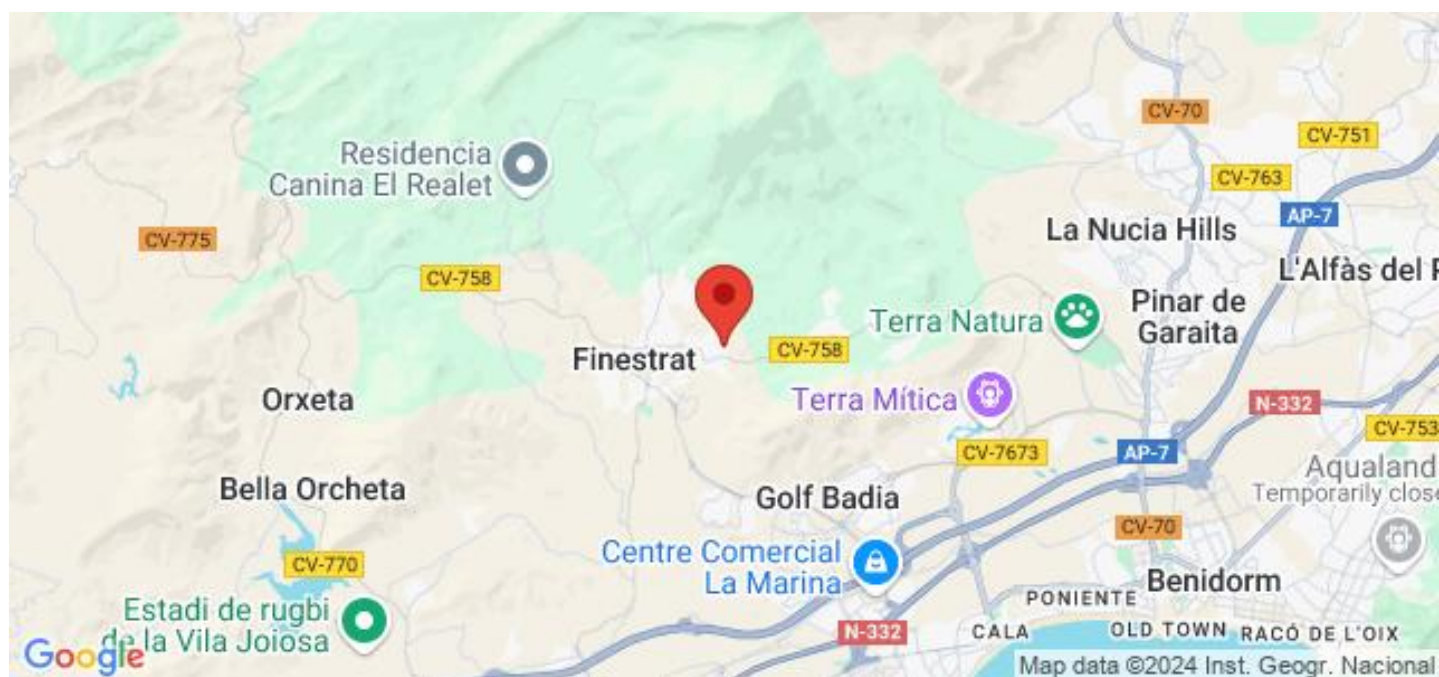 CV-70
CV-751
Residencia
Canina El Realet
CV-763
AP-7
CV-775
La Nucia Hills
CV-758
L'Alfàs del P
Pinar de
Garaita
Terra Natura
CV-758
Finestrat
Orxeta
Terra Mítica
N-332
CV-753
CV-7673
AP-7
Aqualand
Temporarily close
Bella Orcheta
Golf Badia
CV-70
Centre Comercial
La Marina
CV-770
Benidorm
PONIENTE
Estadi de rugbi
de la Vila Joiosa
N-332
CALA
OLD TOWN
RACÓ DE L'OIX
Google
Map data ©2024 Inst. Geogr. Nacional